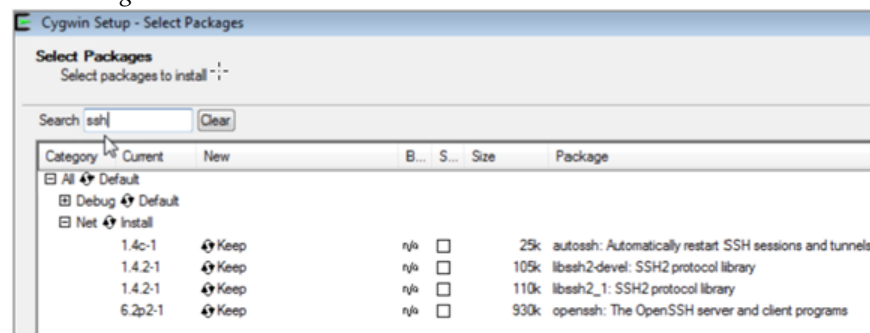 Cygwin Setup - Select Packages
Select Packages
Select packages to install
Search ssh Clear
Category Current New B... S... Size Package
All Default
Debug Default
Net Install
1.4c-1 Keep n/a 25k autossh: Automatically restart SSH sessions and tunnels
1.4.2-1 Keep n/a 105k libssh2-devel: SSH2 protocol library
1.4.2-1 Keep n/a 110k libssh2_1: SSH2 protocol library
6.2p2-1 Keep n/a 930k openssh: The OpenSSH server and client programs